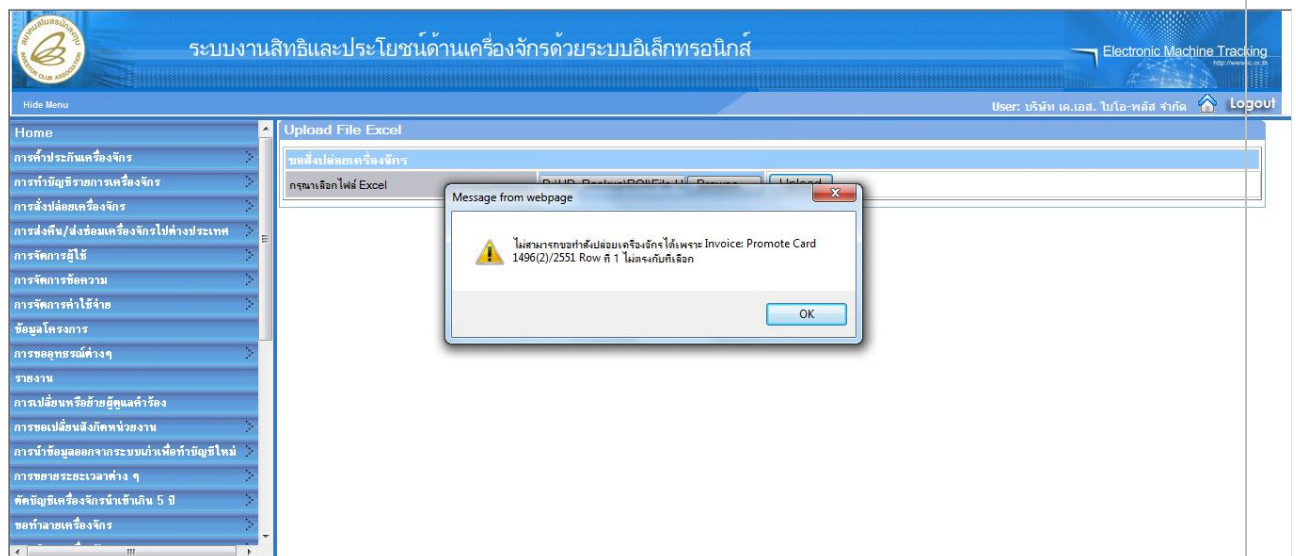 สมาคมสโมสรนักลงทุน
INVESTOR CLUB ASSOCIATION
ระบบงานสิทธิและประโยชน์ด้านเครื่องจักรด้วยระบบอิเล็กทรอนิกส์
Electronic Machine Tracking
Hide Menu
User: บริษัท เค.เอส. ไบโอ-พลัส จำกัด Logout
Home
การค้ำประกันเครื่องจักร
การทำบัญชีรายการเครื่องจักร
การสั่งปล่อยเครื่องจักร
การส่งคืน/ส่งซ่อมเครื่องจักรไปต่างประเทศ
การจัดการผู้ใช้
การจัดการข้อความ
การจัดการค่าใช้จ่าย
ข้อมูลโครงการ
การขออุทธรณ์ต่างๆ
รายงาน
การเปลี่ยนหรือย้ายผู้ดูแลคำร้อง
การขอเปลี่ยนสังกัดหน่วยงาน
การนำข้อมูลออกจากระบบเก่าเพื่อทำบัญชีใหม่
การขยายระยะเวลาต่าง ๆ
ตัดบัญชีเครื่องจักรนำเข้าเกิน 5 ปี
ขอทำลายเครื่องจักร
Upload File Excel
ขอสั่งปล่อยเครื่องจักร
กรุณาเลือกไฟล์ Excel
Upload
Message from webpage
ไม่สามารถขอทำสั่งปล่อยเครื่องจักรได้เพราะ Invoice: Promote Card
1496(2)/2551 Row ที่ 1 ไม่ตรงกับที่เลือก
OK